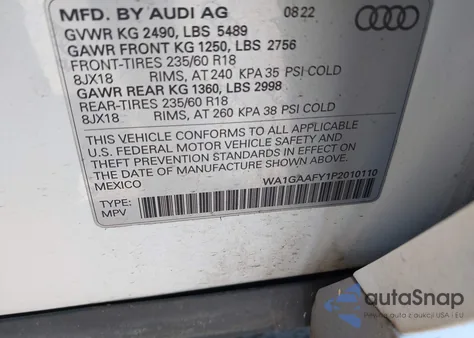 MFD. BY AUDI AG 08.22
GVWR KG 2490, LBS 5489
GAWR FRONT KG 1250, LBS 2756
FRONT-TIRES 235/60 R18
8JX18 RIMS, AT 240 KPA 35 PSI COLD
GAWR REAR KG 1360, LBS 2998
REAR-TIRES 235/60 R18
8JX18 RIMS, AT 260 KPA 38 PSI COLD
THIS VEHICLE CONFORMS TO ALL APPLICABLE
U.S. FEDERAL MOTOR VEHICLE SAFETY AND
THEFT PREVENTION STANDARDS IN EFFECT ON
THE DATE OF MANUFACTURE SHOWN ABOVE.
MEXICO WA1GAAFY1P2010110
TYPE:
MPV
autoSnap
aukcji z USA i EU